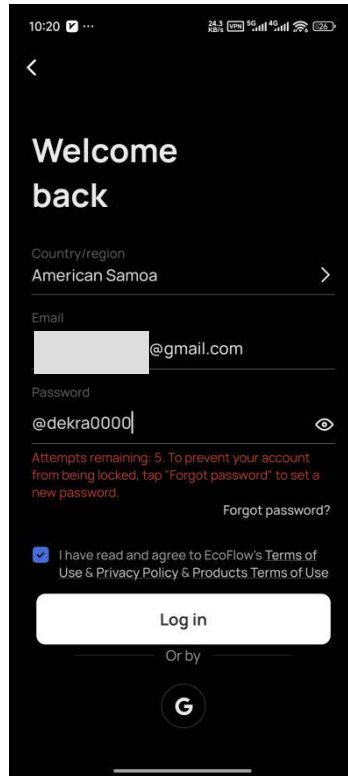 10:20 ...
24.3 KB/s VPN 5G 4G 26
Welcome
back
Country/region
American Samoa
Email
@gmail.com
Password
@dekra0000
Attempts remaining: 5. To prevent your account
from being locked, tap "Forgot password" to set a
new password.
Forgot password?
I have read and agree to EcoFlow's Terms of
Use & Privacy Policy & Products Terms of Use
Log in
Or by
G